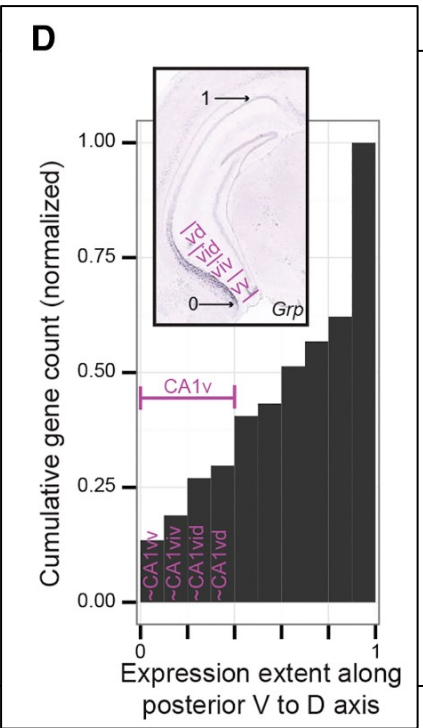 D
1
0
Grp
vd
vid
viv
vv
1.00
0.75
0.50
0.25
0.00
Cumulative gene count (normalized)
CA1v
~CA1vv
~CA1viv
~CA1vid
~CA1vd
0
1
Expression extent along
posterior V to D axis